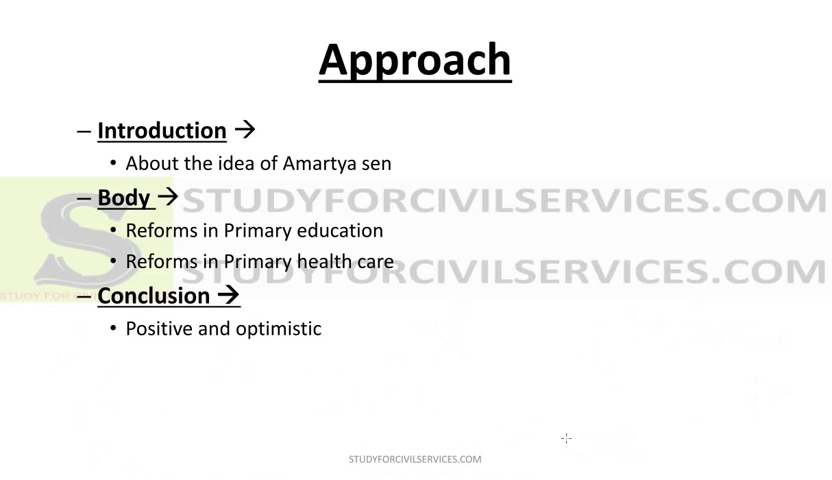 Approach
– Introduction →
• About the idea of Amartya sen
– Body →
STUDYFORCIVILSERVICES.COM
• Reforms in Primary education
• Reforms in Primary health care
STUDYFORCIVILSERVICES.COM
STUDY FOR
– Conclusion →
• Positive and optimistic
STUDYFORCIVILSERVICES.COM